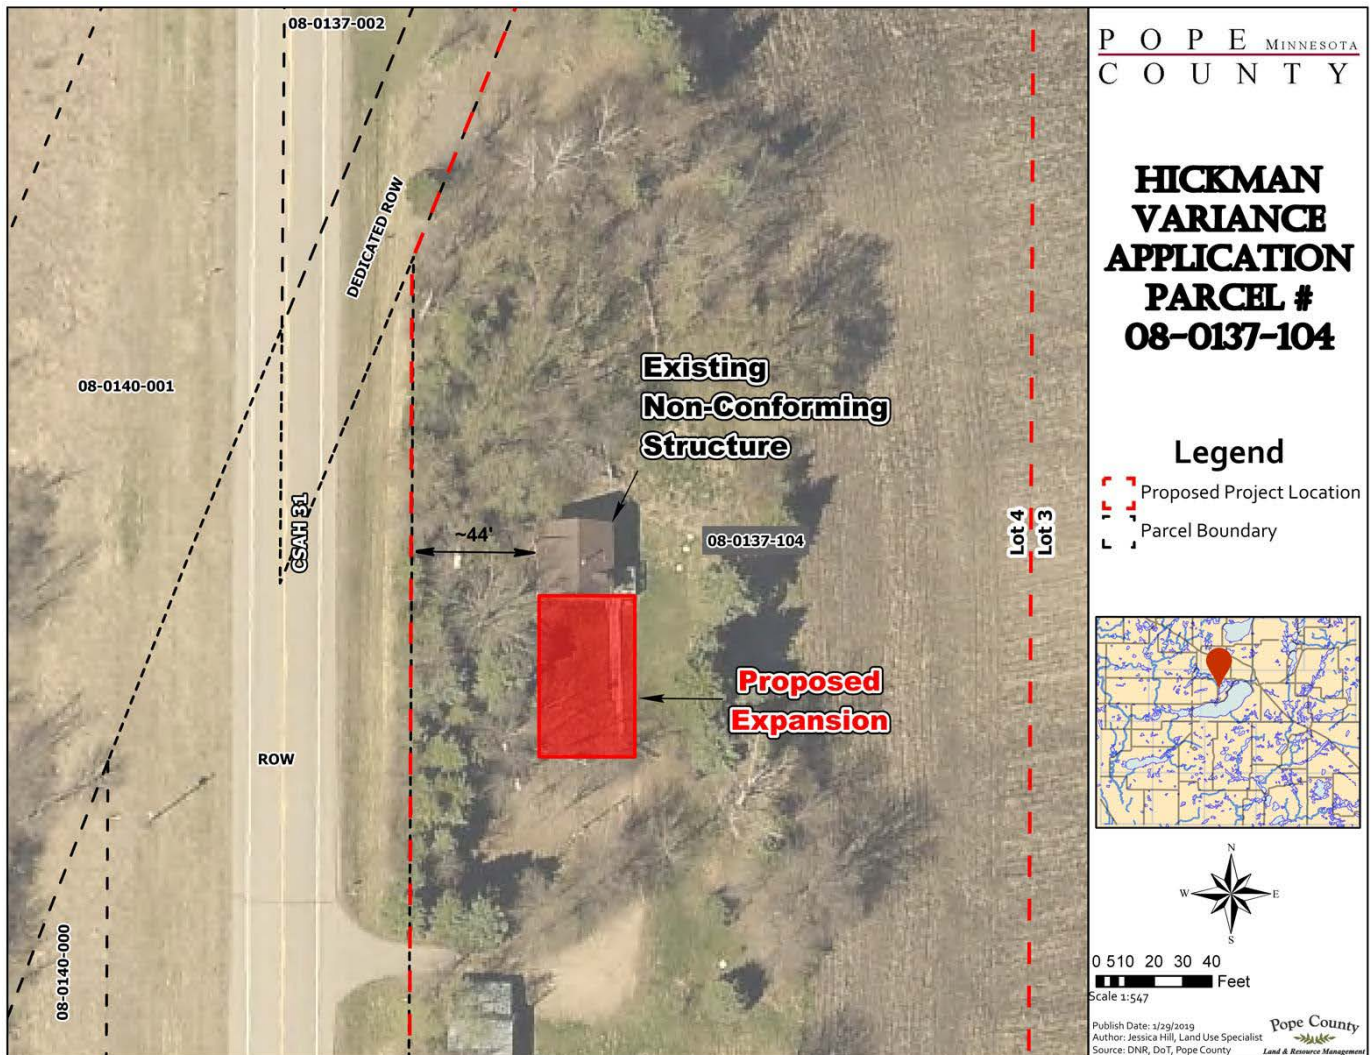 08-0137-002
DEDICATED ROW
08-0140-001
CSAH 31
~44'
Existing
Non-Conforming
Structure
08-0137-104
Lot 4
Lot 3
Proposed
Expansion
ROW
08-0140-000
POPE MINNESOTA
COUNTY
HICKMAN
VARIANCE
APPLICATION
PARCEL #
08-0137-104
Legend
Proposed Project Location
Parcel Boundary
N
W E
S
0 5 10 20 30 40
Feet
Scale 1:547
Publish Date: 1/29/2019
Author: Jessica Hill, Land Use Specialist
Source: DNR, DoT, Pope County
Pope County
Land & Resource Management